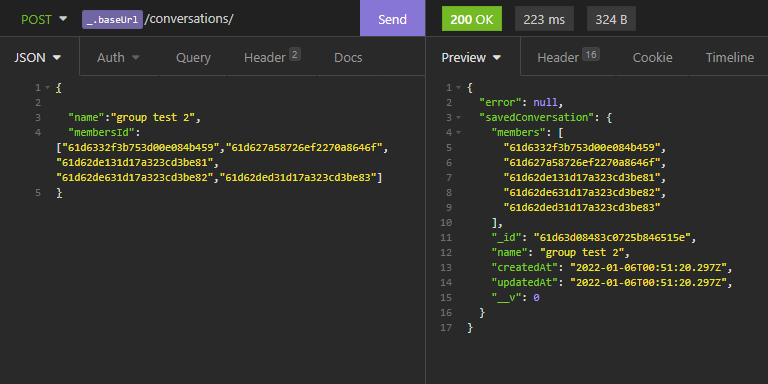 POST _.baseUrl /conversations/ Send 200 OK 223 ms 324 B
JSON Auth Query Header 2 Docs Preview Header 16 Cookie Timeline
1 {
2
3 "name":"group test 2",
4 "membersId":
["61d6332f3b753d00e084b459","61d627a58726ef2270a8646f",
"61d62de131d17a323cd3be81",
"61d62de631d17a323cd3be82","61d62ded31d17a323cd3be83"]
5 }
1 {
2 "error": null,
3 "savedConversation": {
4 "members": [
5 "61d6332f3b753d00e084b459",
6 "61d627a58726ef2270a8646f",
7 "61d62de131d17a323cd3be81",
8 "61d62de631d17a323cd3be82",
9 "61d62ded31d17a323cd3be83"
10 ],
11 "_id": "61d63d08483c0725b846515e",
12 "name": "group test 2",
13 "createdAt": "2022-01-06T00:51:20.297Z",
14 "updatedAt": "2022-01-06T00:51:20.297Z",
15 "__v": 0
16 }
17 }